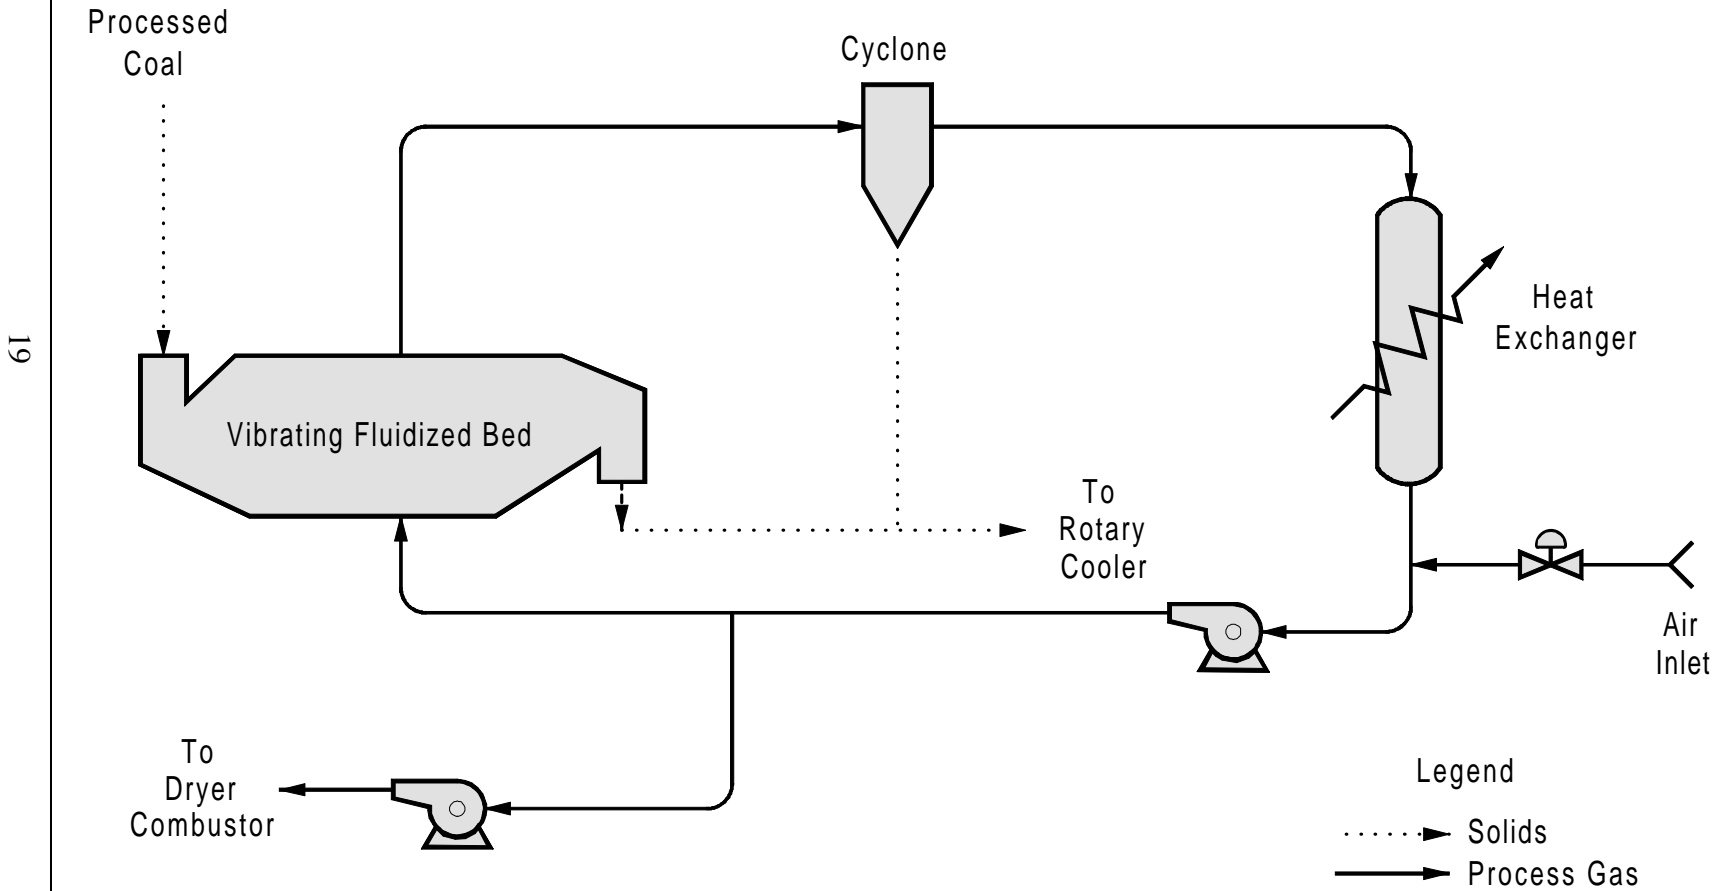 Processed
Coal
Cyclone
Heat
Exchanger
19
Vibrating Fluidized Bed
To
Rotary
Cooler
Air
Inlet
To
Dryer
Combustor
Legend
Solids
Process Gas